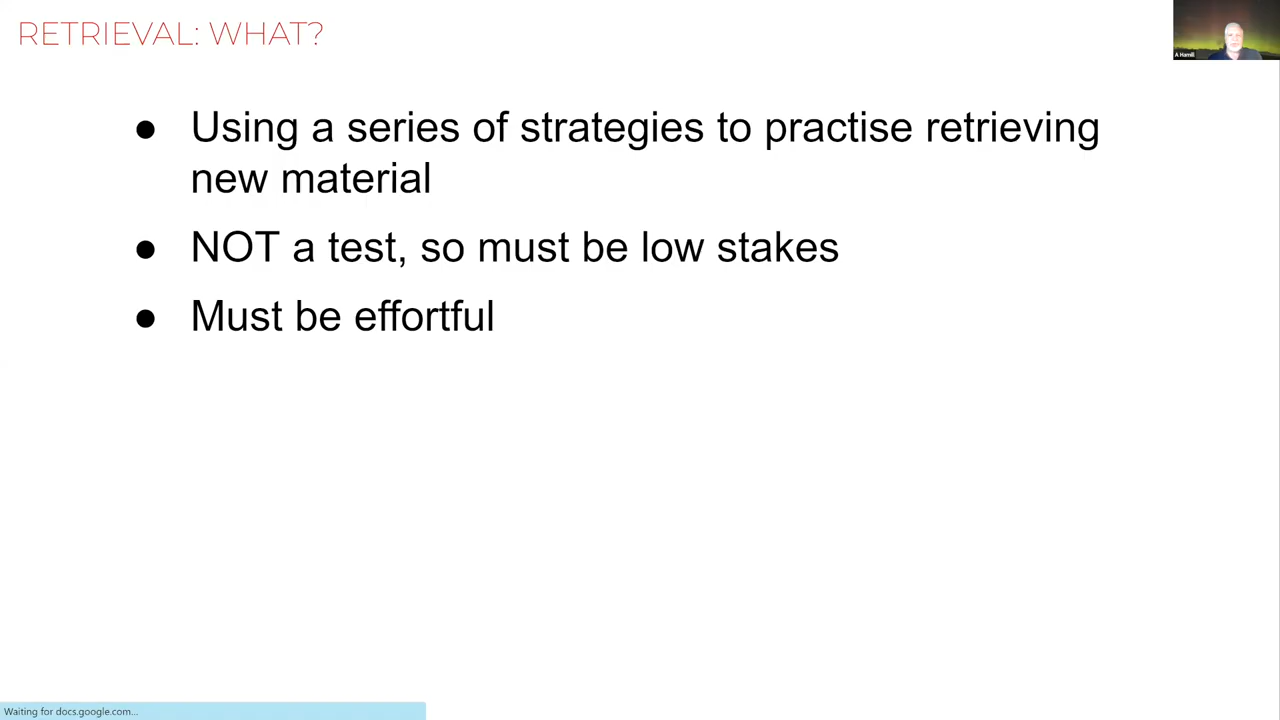 RETRIEVAL: WHAT?
A Hamill
● Using a series of strategies to practise retrieving
new material
● NOT a test, so must be low stakes
● Must be effortful
Waiting for docs.google.com...